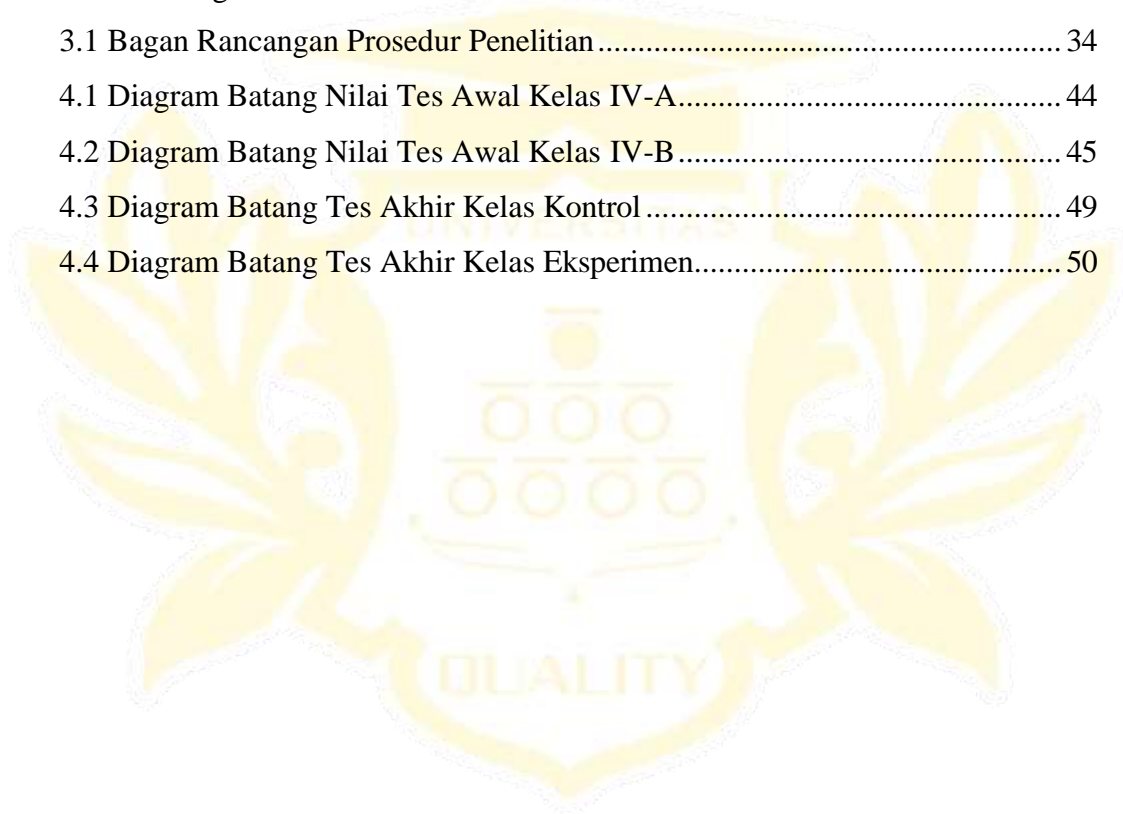 3.1 Bagan Rancangan Prosedur Penelitian .................................................................... 34
4.1 Diagram Batang Nilai Tes Awal Kelas IV-A ......................................................... 44
4.2 Diagram Batang Nilai Tes Awal Kelas IV-B ......................................................... 45
4.3 Diagram Batang Tes Akhir Kelas Kontrol .............................................................. 49
4.4 Diagram Batang Tes Akhir Kelas Eksperimen ....................................................... 50
UNIVERSITAS
QUALITY